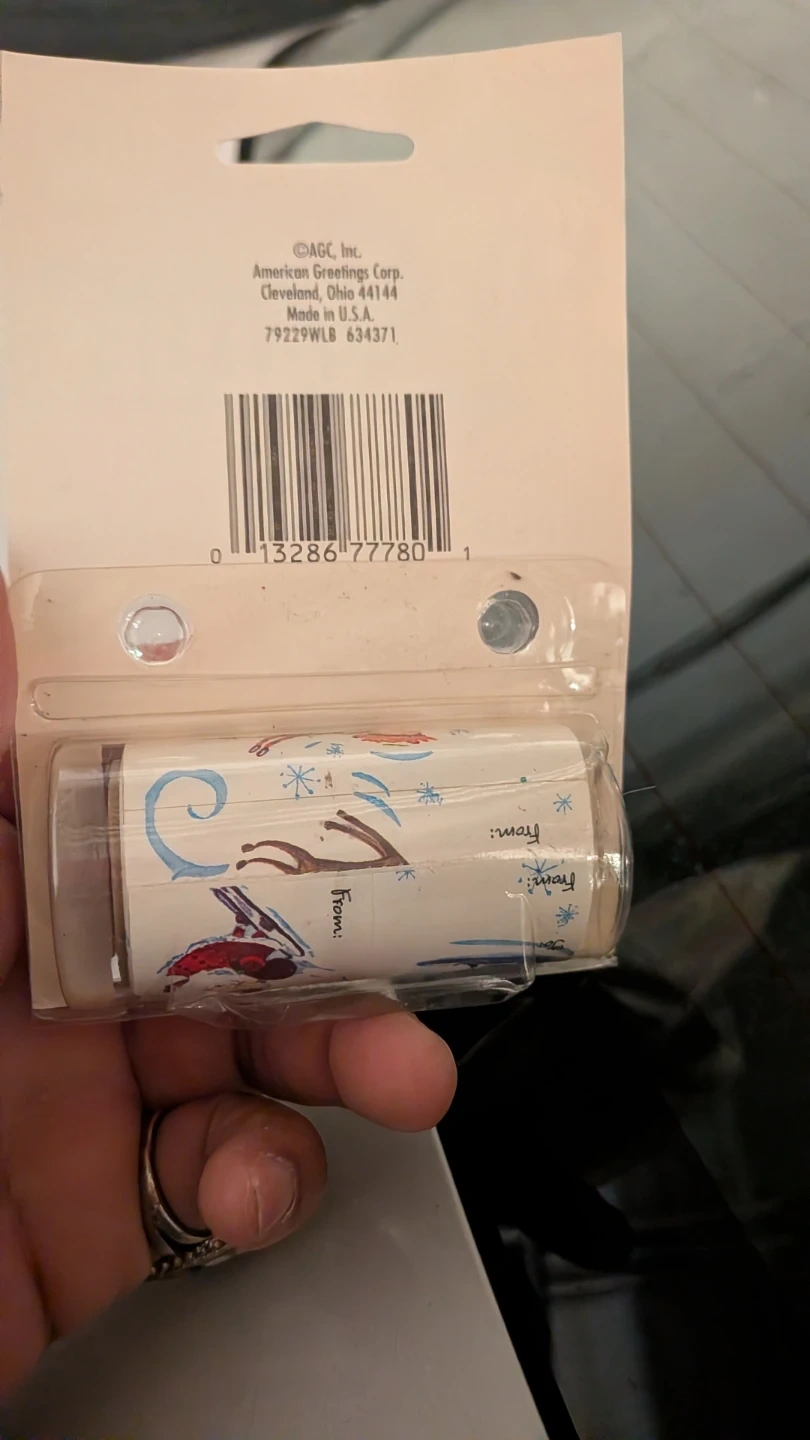 ©AGC, Inc.
American Greetings Corp.
Cleveland, Ohio 44144
Made in U.S.A.
79229WLB 634371
0 13286 77780 1
From:
From:
From: